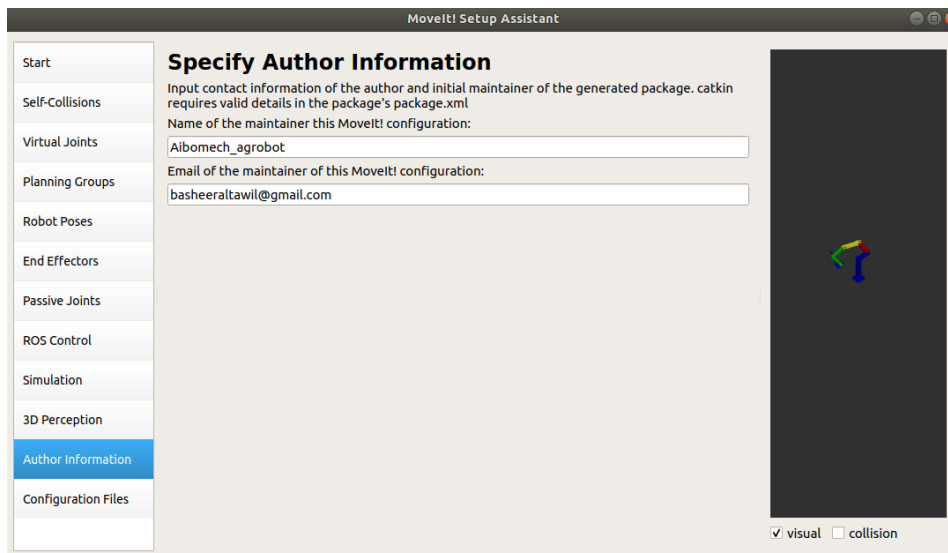 MoveIt! Setup Assistant
Start
Self-Collisions
Virtual Joints
Planning Groups
Robot Poses
End Effectors
Passive Joints
ROS Control
Simulation
3D Perception
Author Information
Configuration Files
Specify Author Information
Input contact information of the author and initial maintainer of the generated package. catkin
requires valid details in the package's package.xml
Name of the maintainer this MoveIt! configuration:
Aibomech_agrobot
Email of the maintainer of this MoveIt! configuration:
basheeraltawil@gmail.com
visual collision